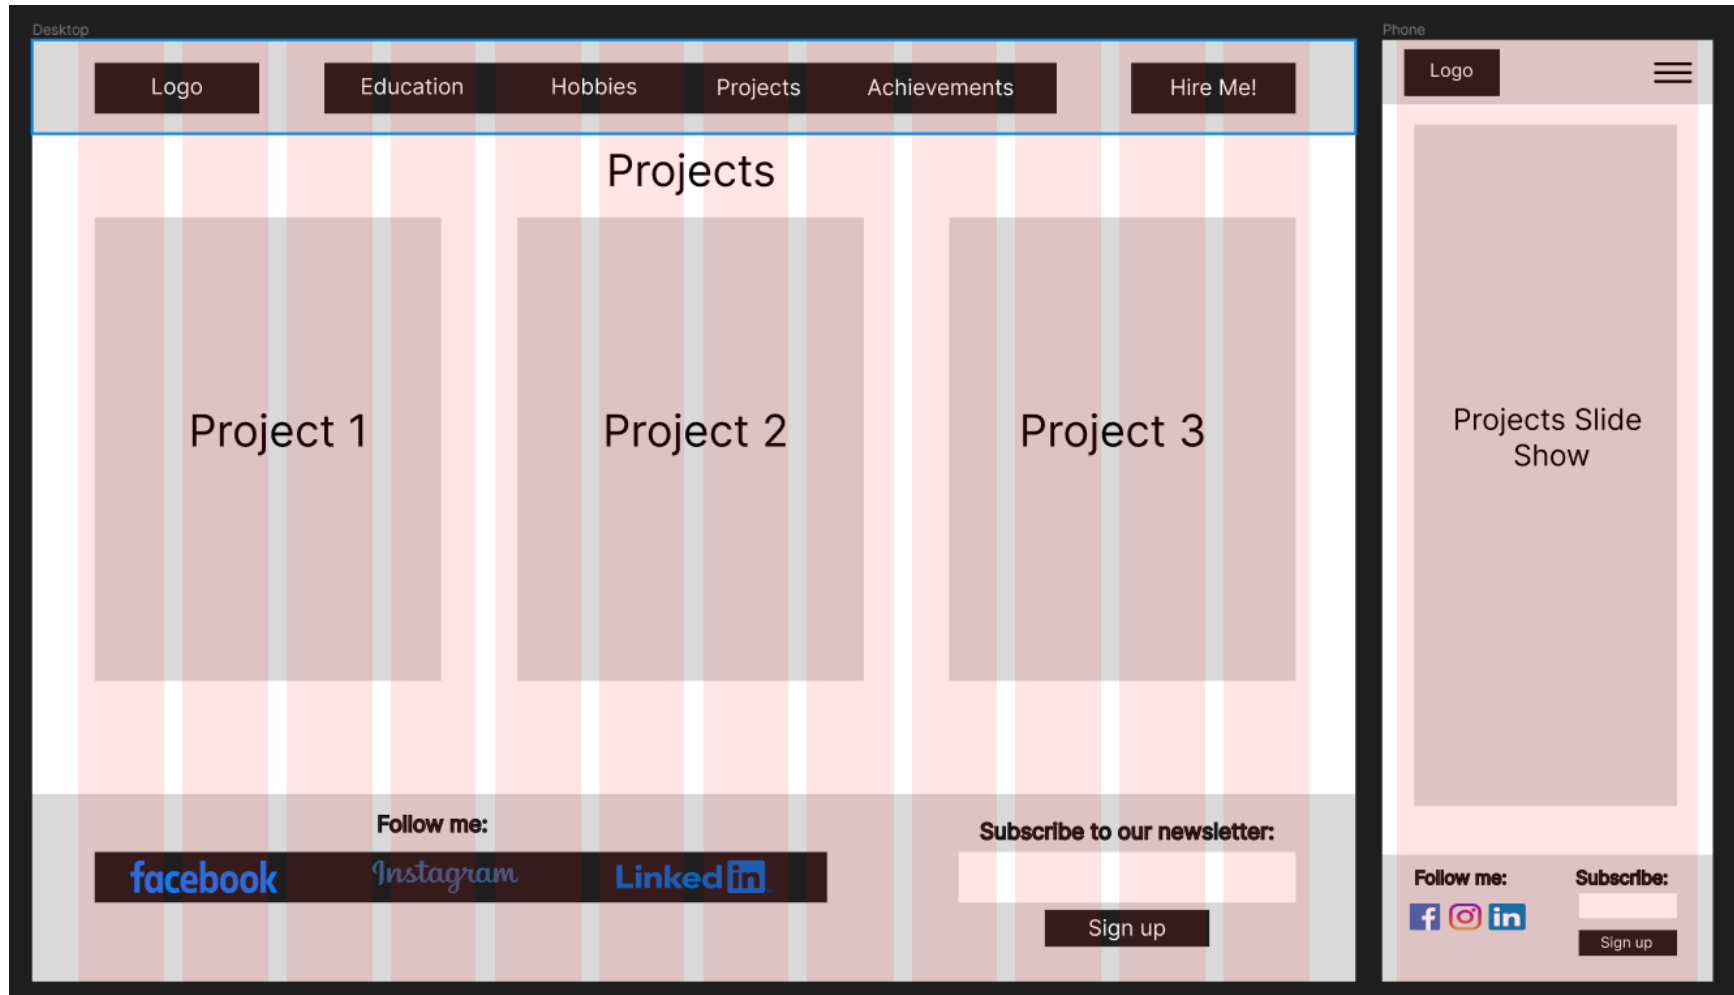 Desktop
Logo
Education
Hobbies
Projects
Achievements
Hire Me!
Projects
Project 1
Project 2
Project 3
Follow me:
facebook
Instagram
Linkedin
Subscribe to our newsletter:
Sign up
Phone
Logo
Projects Slide
Show
Follow me:
f
in
Subscribe:
Sign up